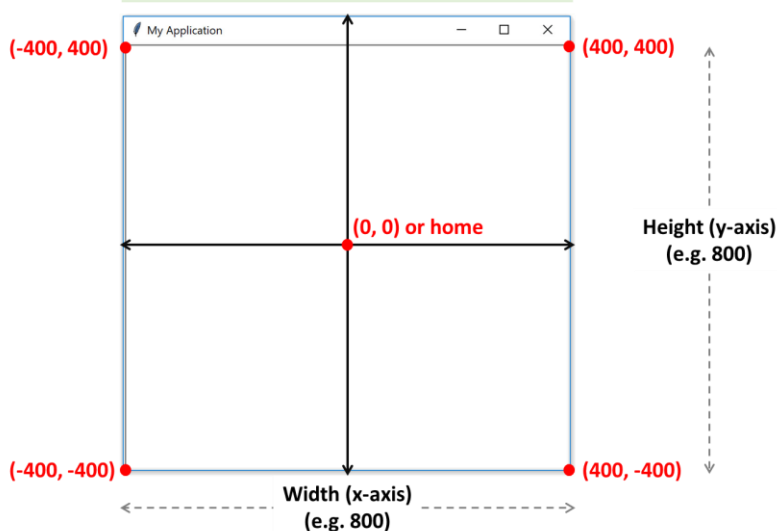 My Application
(-400, 400)
(400, 400)
(0, 0) or home
Height (y-axis)
(e.g. 800)
(-400, -400)
(400, -400)
Width (x-axis)
(e.g. 800)